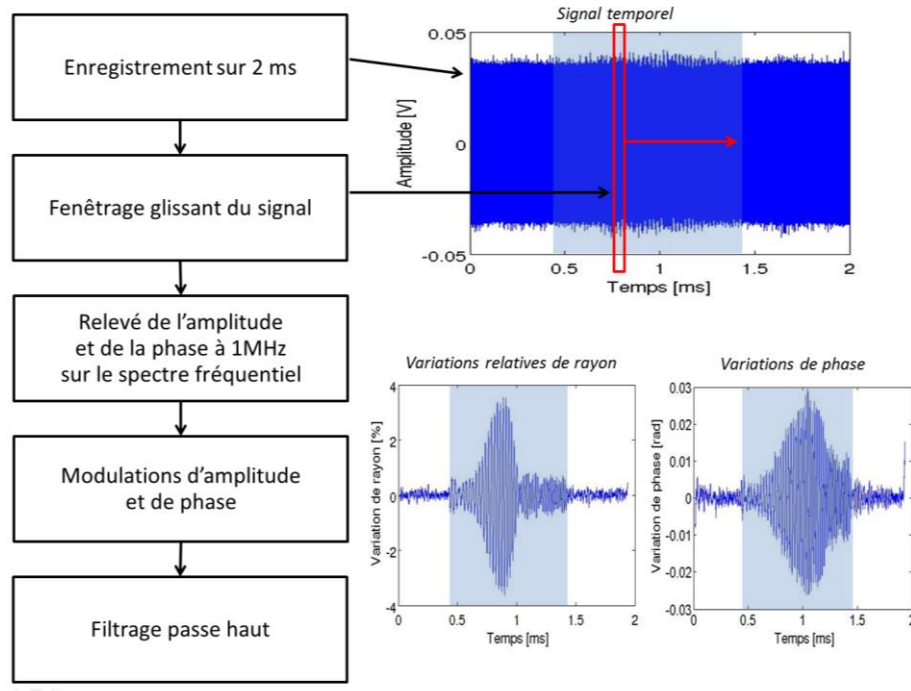 Enregistrement sur 2 ms
Fenêtrage glissant du signal
Relevé de l'amplitude
et de la phase à 1MHz
sur le spectre fréquentiel
Modulations d'amplitude
et de phase
Filtrage passe haut
Signal temporel
0.05
0
-0.05
Amplitude [V]
0 0.5 1 1.5 2
Temps [ms]
Variations relatives de rayon
4
2
0
-2
-4
Variation de rayon [%]
0 0.5 1 1.5 2
Temps [ms]
Variations de phase
0.03
0.02
0.01
0
-0.01
-0.02
-0.03
Variation de phase [rad]
0 0.5 1 1.5 2
Temps [ms]